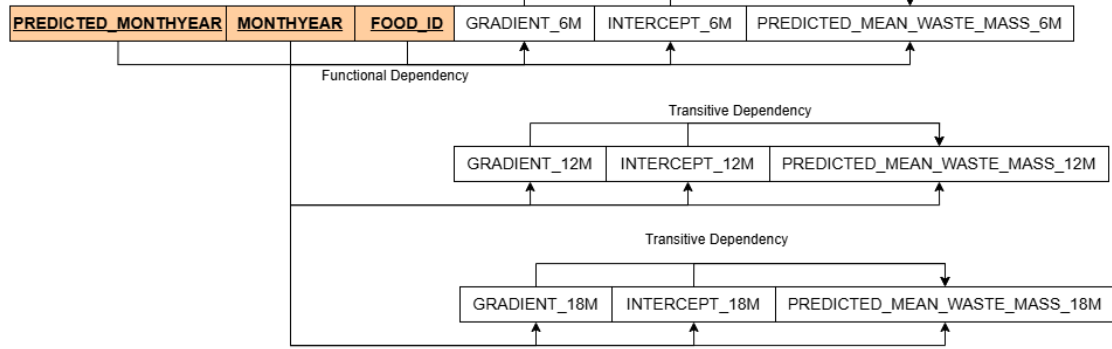 PREDICTED_MONTHYEAR MONTHYEAR FOOD_ID GRADIENT_6M INTERCEPT_6M PREDICTED_MEAN_WASTE_MASS_6M
Functional Dependency
Transitive Dependency
GRADIENT_12M INTERCEPT_12M PREDICTED_MEAN_WASTE_MASS_12M
Transitive Dependency
GRADIENT_18M INTERCEPT_18M PREDICTED_MEAN_WASTE_MASS_18M